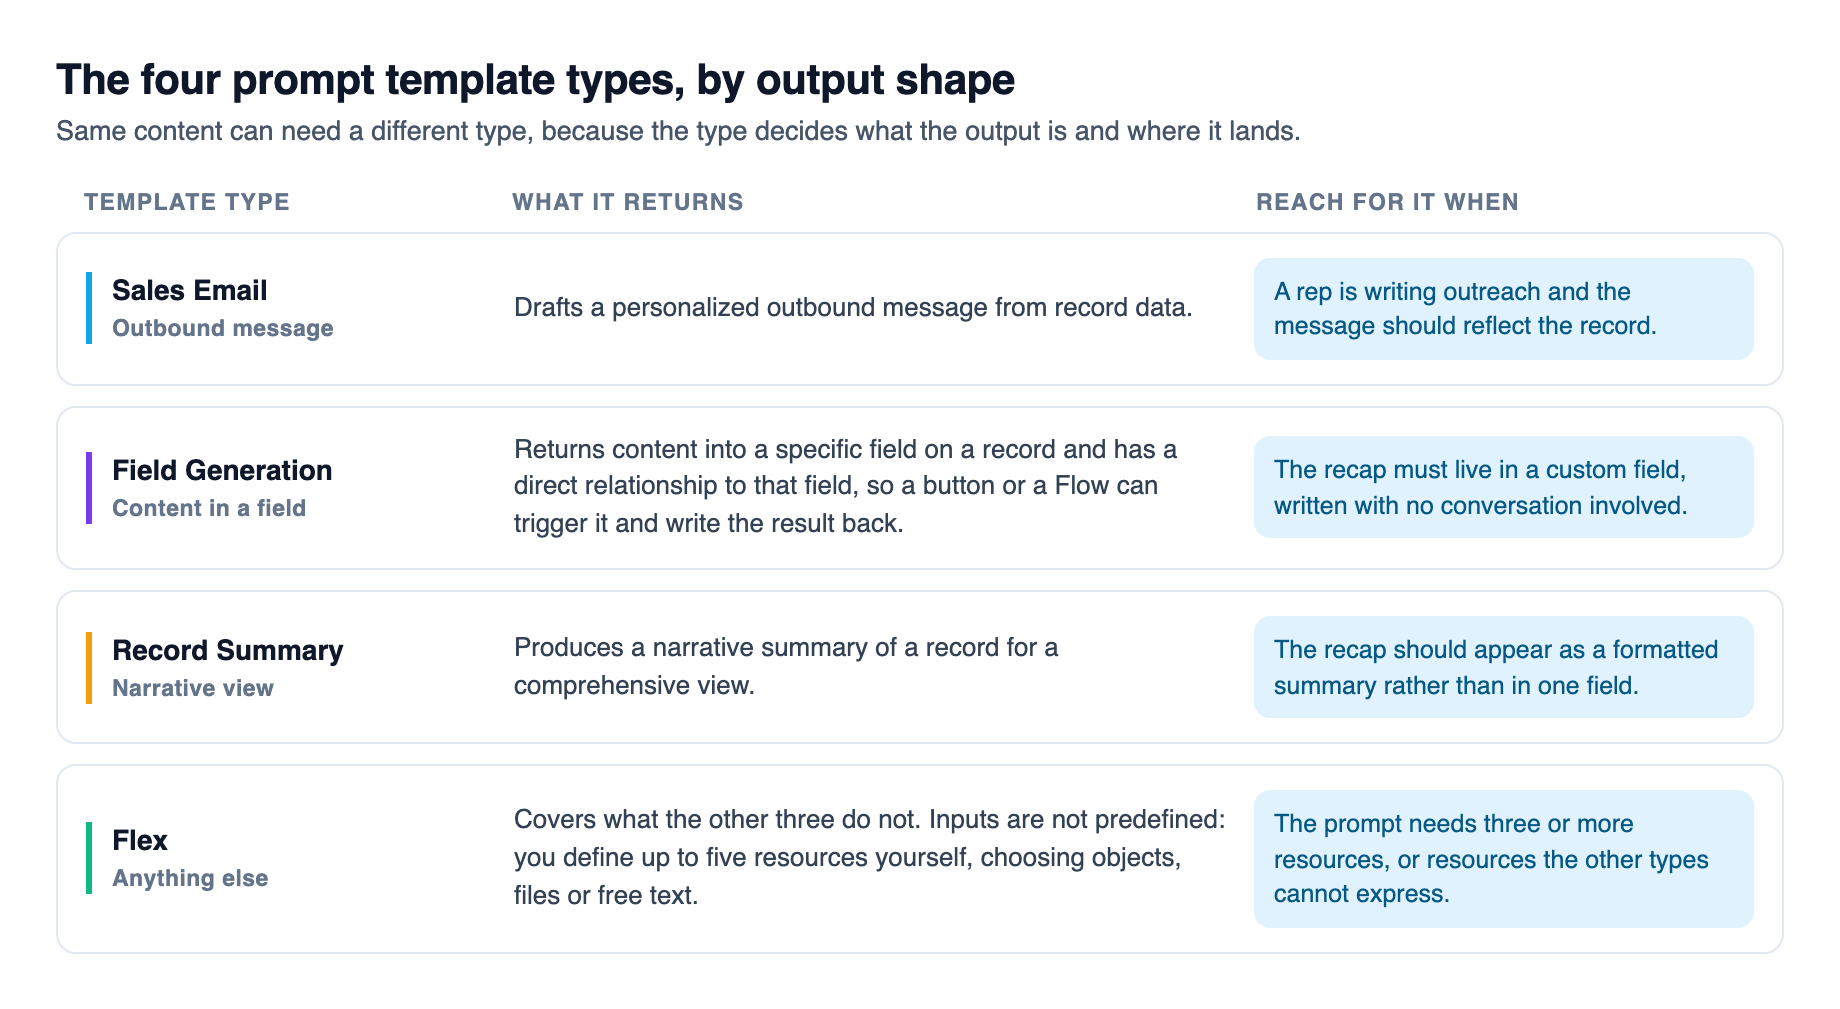 The four prompt template types, by output shape
Same content can need a different type, because the type decides what the output is and where it lands.
TEMPLATE TYPE
WHAT IT RETURNS
REACH FOR IT WHEN
Sales Email
Outbound message
Drafts a personalized outbound message from record data.
A rep is writing outreach and the
message should reflect the record.
Field Generation
Content in a field
Returns content into a specific field on a record and has a
direct relationship to that field, so a button or a Flow can
trigger it and write the result back.
The recap must live in a custom field,
written with no conversation involved.
Record Summary
Narrative view
Produces a narrative summary of a record for a
comprehensive view.
The recap should appear as a formatted
summary rather than in one field.
Flex
Anything else
Covers what the other three do not. Inputs are not predefined:
you define up to five resources yourself, choosing objects,
files or free text.
The prompt needs three or more
resources, or resources the other types
cannot express.